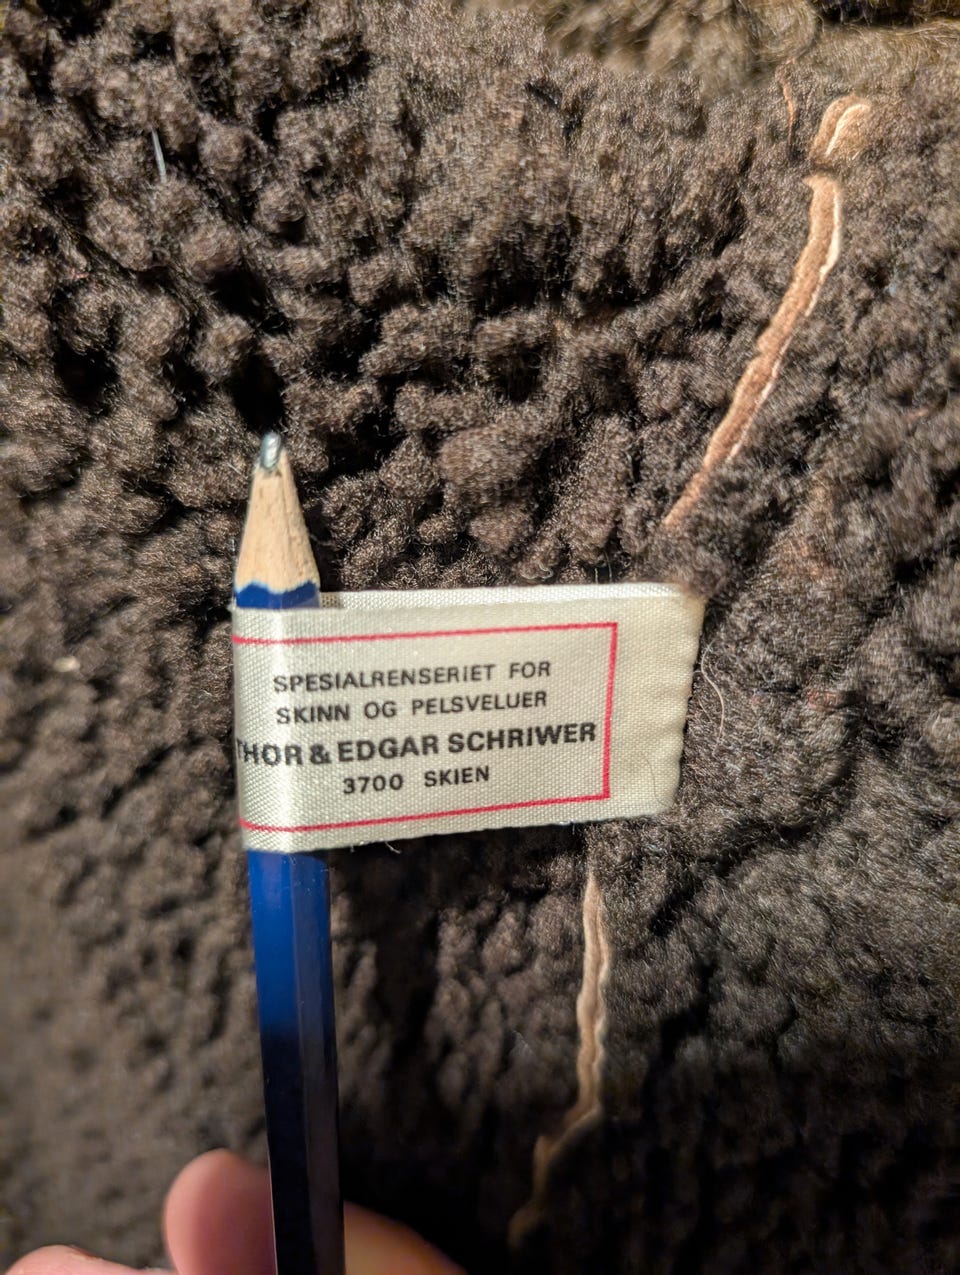 SPESIALRENSERIET FOR
SKINN OG PELSVELUER
THOR & EDGAR SCHRIWER
3700 SKIEN